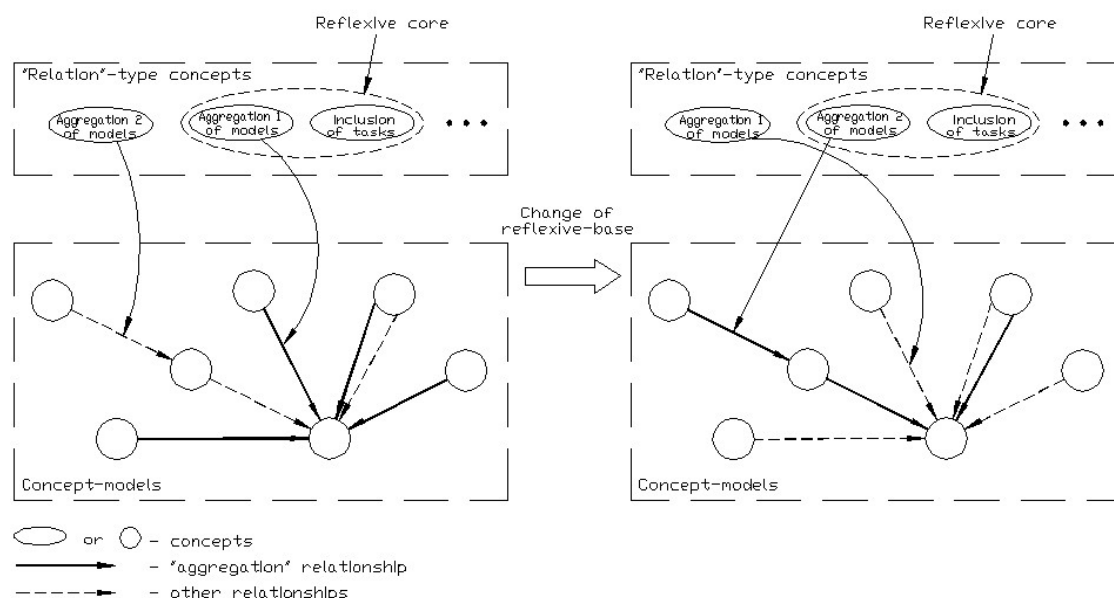 Reflexive core
Reflexive core
"Relation"-type concepts
"Relation"-type concepts
Aggregation 2
of models
Aggregation 1
of models
Inclusion
of tasks
Aggregation 1
of models
Aggregation 2
of models
Inclusion
of tasks
Change of
reflexive-base
Concept-models
Concept-models
or - concepts
- "aggregation" relationship
- other relationships